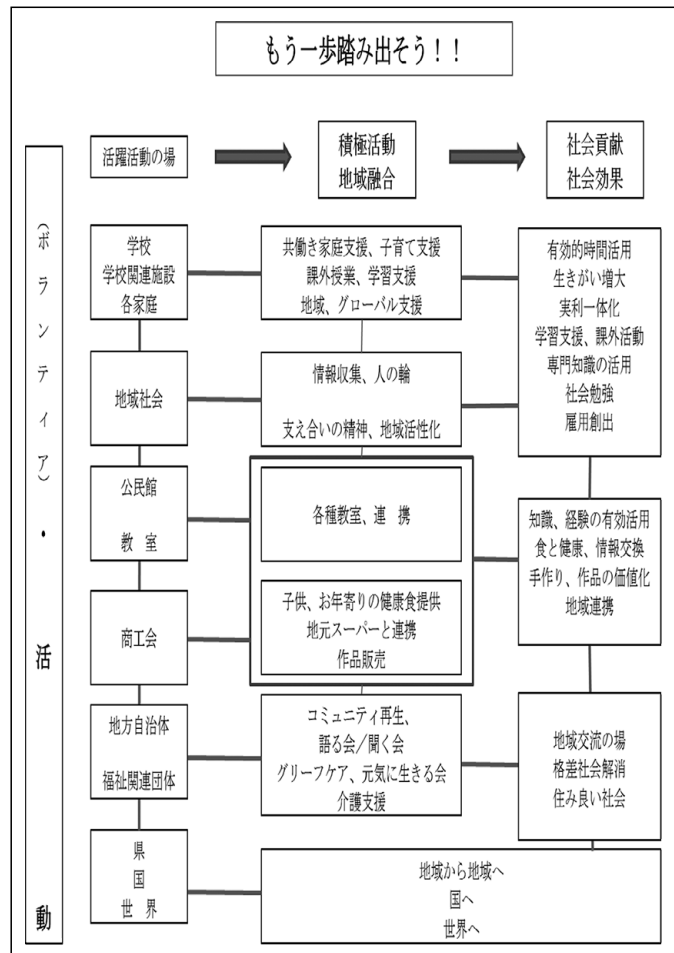 もう一歩踏み出そう！！
活躍活動の場
積極活動
地域融合
社会貢献
社会効果
（ボランティア）・活動
学校
学校関連施設
各家庭
共働き家庭支援、子育て支援
課外授業、学習支援
地域、グローバル支援
有効的時間活用
生きがい増大
実利一体化
学習支援、課外活動
専門知識の活用
社会勉強
雇用創出
地域社会
情報収集、人の輪
支え合いの精神、地域活性化
公民館
教　室
各種教室、連　携
知識、経験の有効活用
食と健康、情報交換
手作り、作品の価値化
地域連携
商工会
子供、お年寄りの健康食提供
地元スーパーと連携
作品販売
地方自治体
福祉関連団体
コミュニティ再生、
語る会／聞く会
グリーフケア、元気に生きる会
介護支援
地域交流の場
格差社会解消
住み良い社会
県
国
世　界
地域から地域へ
国へ
世界へ